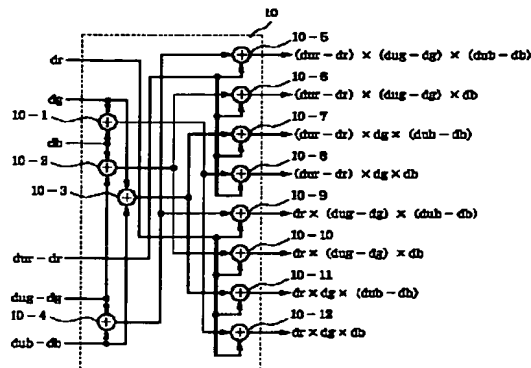 10
10-5
dr
(dur-dr) × (dug-dg) × (dub-db)
10-6
dg
(dur-dr) × (dug-dg) × db
10-1
10-7
db
(dur-dr) × dg × (dub-db)
10-2
10-8
10-3
(dur-dr) × dg × db
10-9
dr × (dug-dg) × (dub-db)
10-10
dur-dr
dr × (dug-dg) × db
10-11
dug-dg
dr × dg × (dub-db)
10-4
10-12
dub-db
dr × dg × db